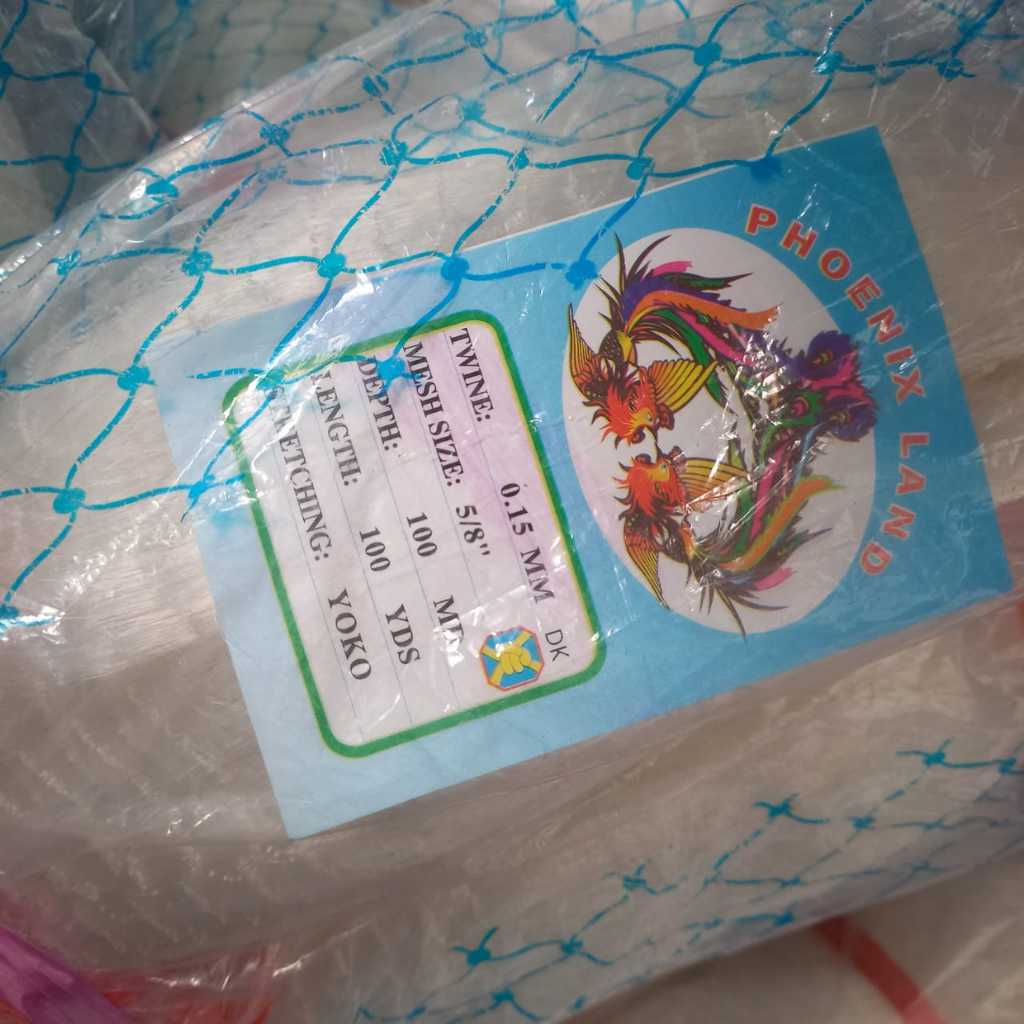 PHOENIX LAND
TWINE: 0.15 MM
MESH SIZE: 5/8"
DEPTH: 100
LENGTH: 100 YDS
YOKO
DK